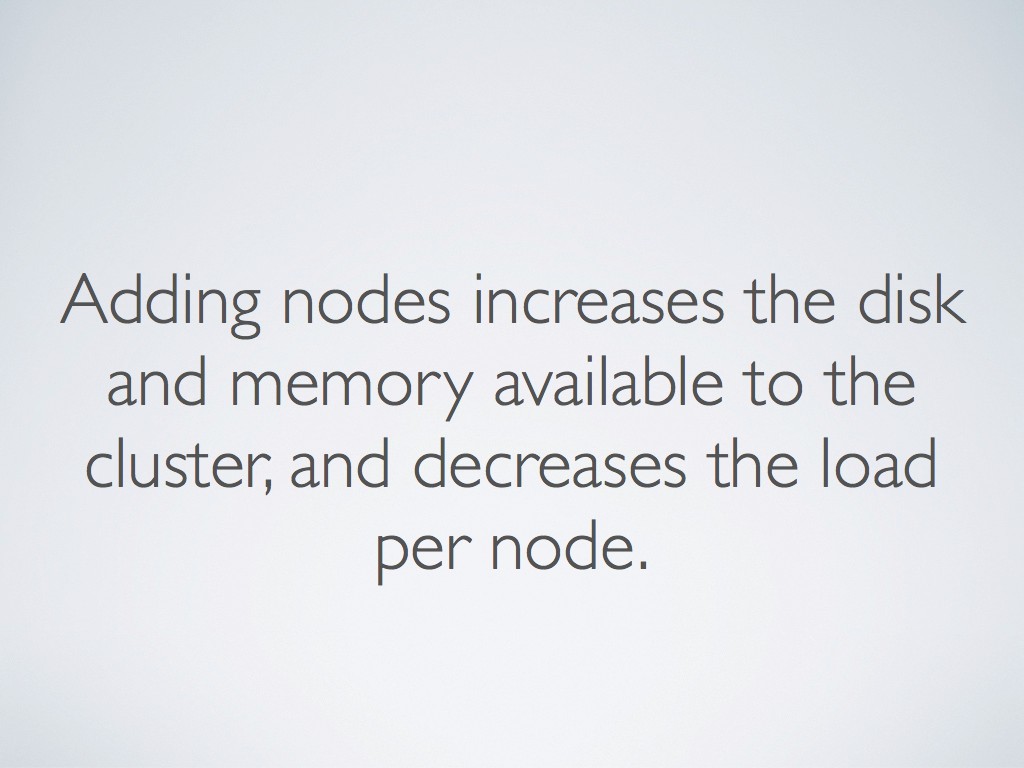 Adding nodes increases the disk
and memory available to the
cluster, and decreases the load
per node.